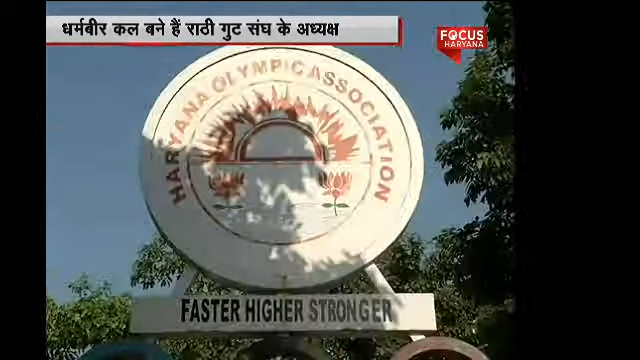 धर्मबीर कल बने हैं राठी गुट संघ के अध्यक्ष
FOCUS
HARYANA
HARYANA OLYMPIC ASSOCIATION
FASTER HIGHER STRONGER